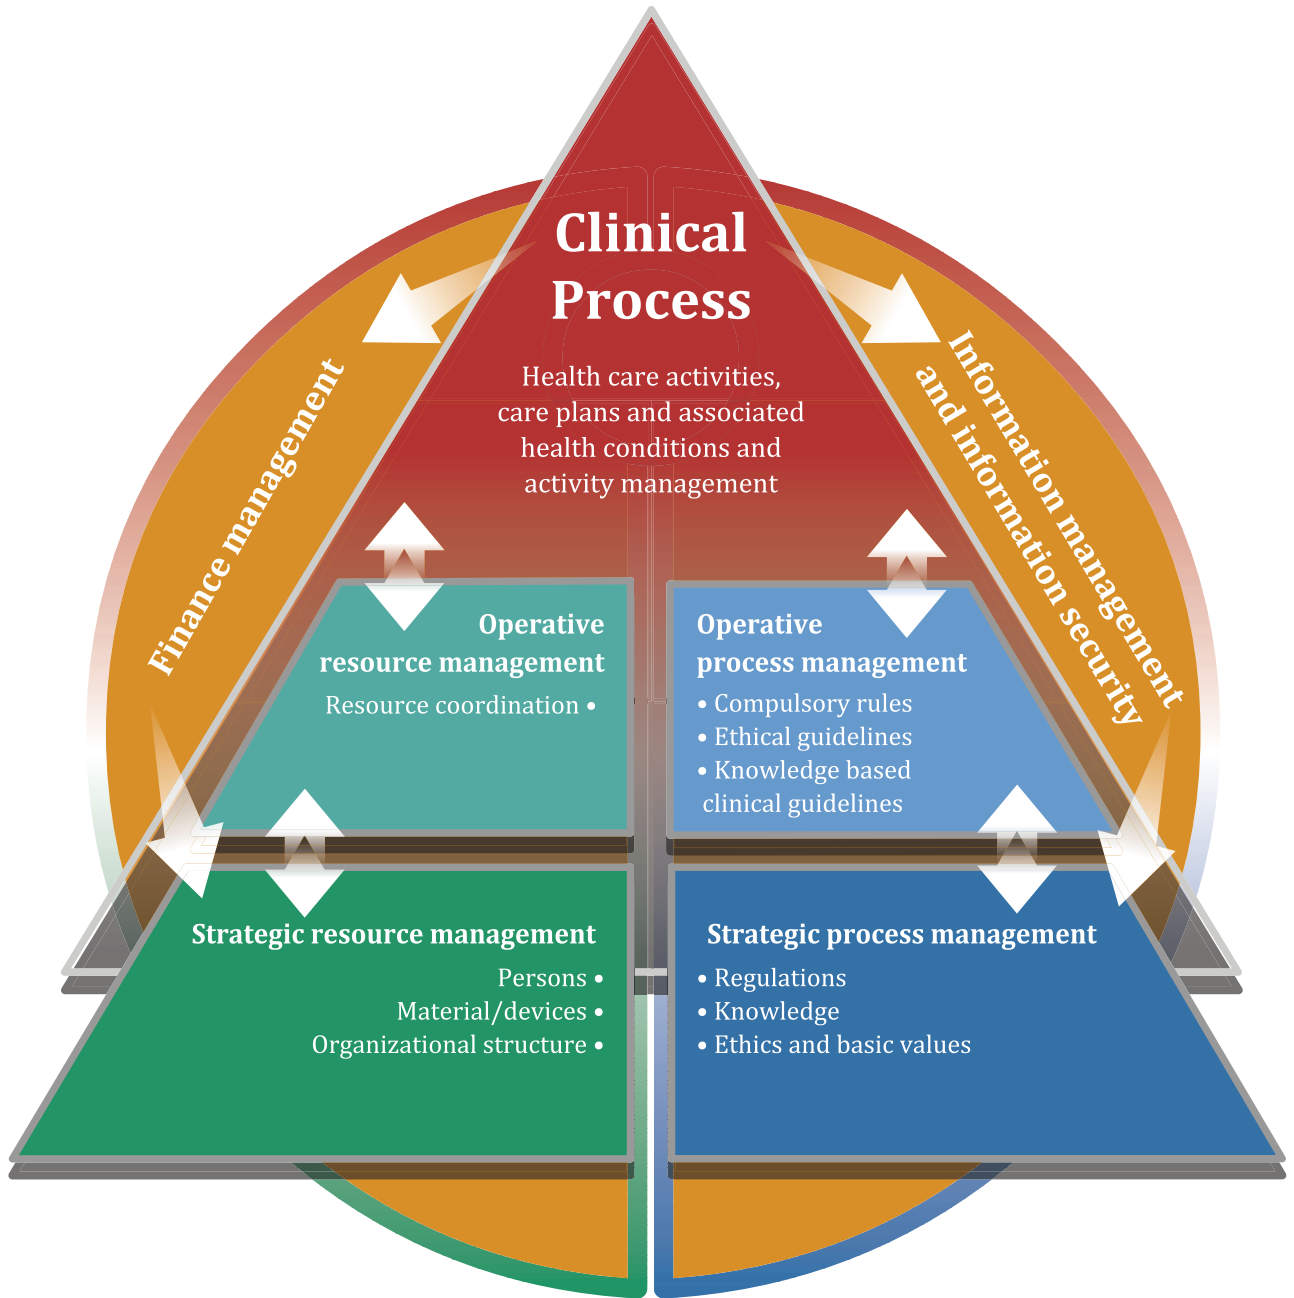 Clinical
Process
Health care activities,
care plans and associated
health conditions and
activity management
Finance management
Information management
and information security
Operative
resource management
Resource coordination •
Operative
process management
• Compulsory rules
• Ethical guidelines
• Knowledge based
clinical guidelines
Strategic resource management
Persons •
Material/devices •
Organizational structure •
Strategic process management
• Regulations
• Knowledge
• Ethics and basic values